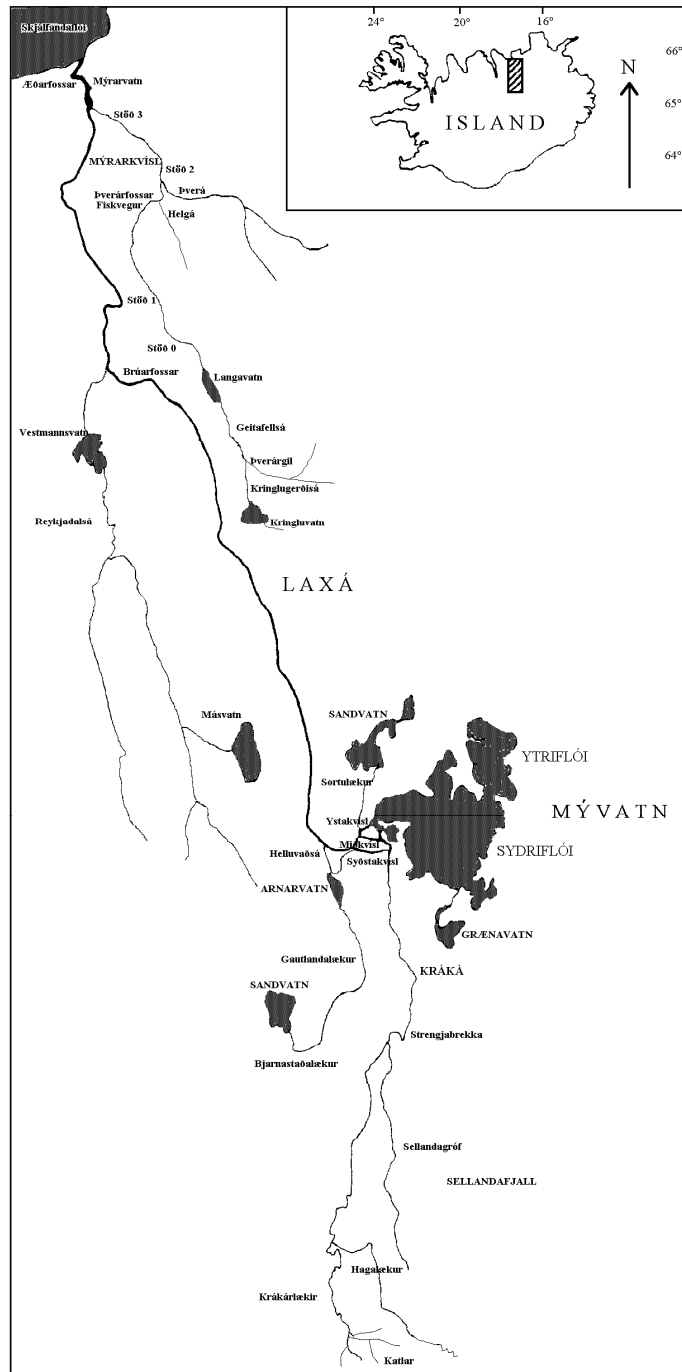 Skjálfandaflói
24° 20° 16°
66°
65°
64°
N
ISLAND
Æðarfossar
Mýrarvatn
Stöð 3
MÝRARKVÍSL
Stöð 2
Þverárfossar
Fiskvegur
Þverá
Helgá
Stöð 1
Stöð 0
Brúarfossar
Langavatn
Geitafellsá
Vestmannsvatn
Þverárgil
Kringlugerðisá
Reykjadalsá
Kringluvatn
LAXÁ
Másvatn
SANDVATN
YTRIFLÓI
Sortulækur
MÝVATN
Ystakvísl
Miðkvísl
SYDRIFLÓI
Helluvaðsá
Syðstakvísl
ARNARVATN
GRÆNAVATN
Gautlandalækur
KRÁKÁ
SANDVATN
Strengjabrekka
Bjarnastaðalækur
Sellandagróf
SELLANDAFJALL
Hagalækur
Krákárlækir
Katlar